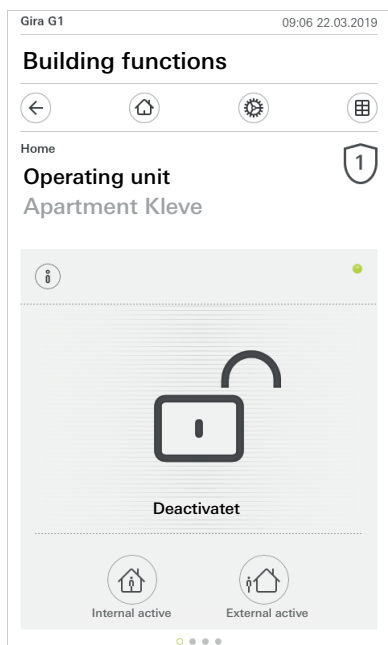 Gira G1
09:06 22.03.2019
Building functions
Home
1
Operating unit
Apartment Kleve
Deactivatet
Internal active
External active